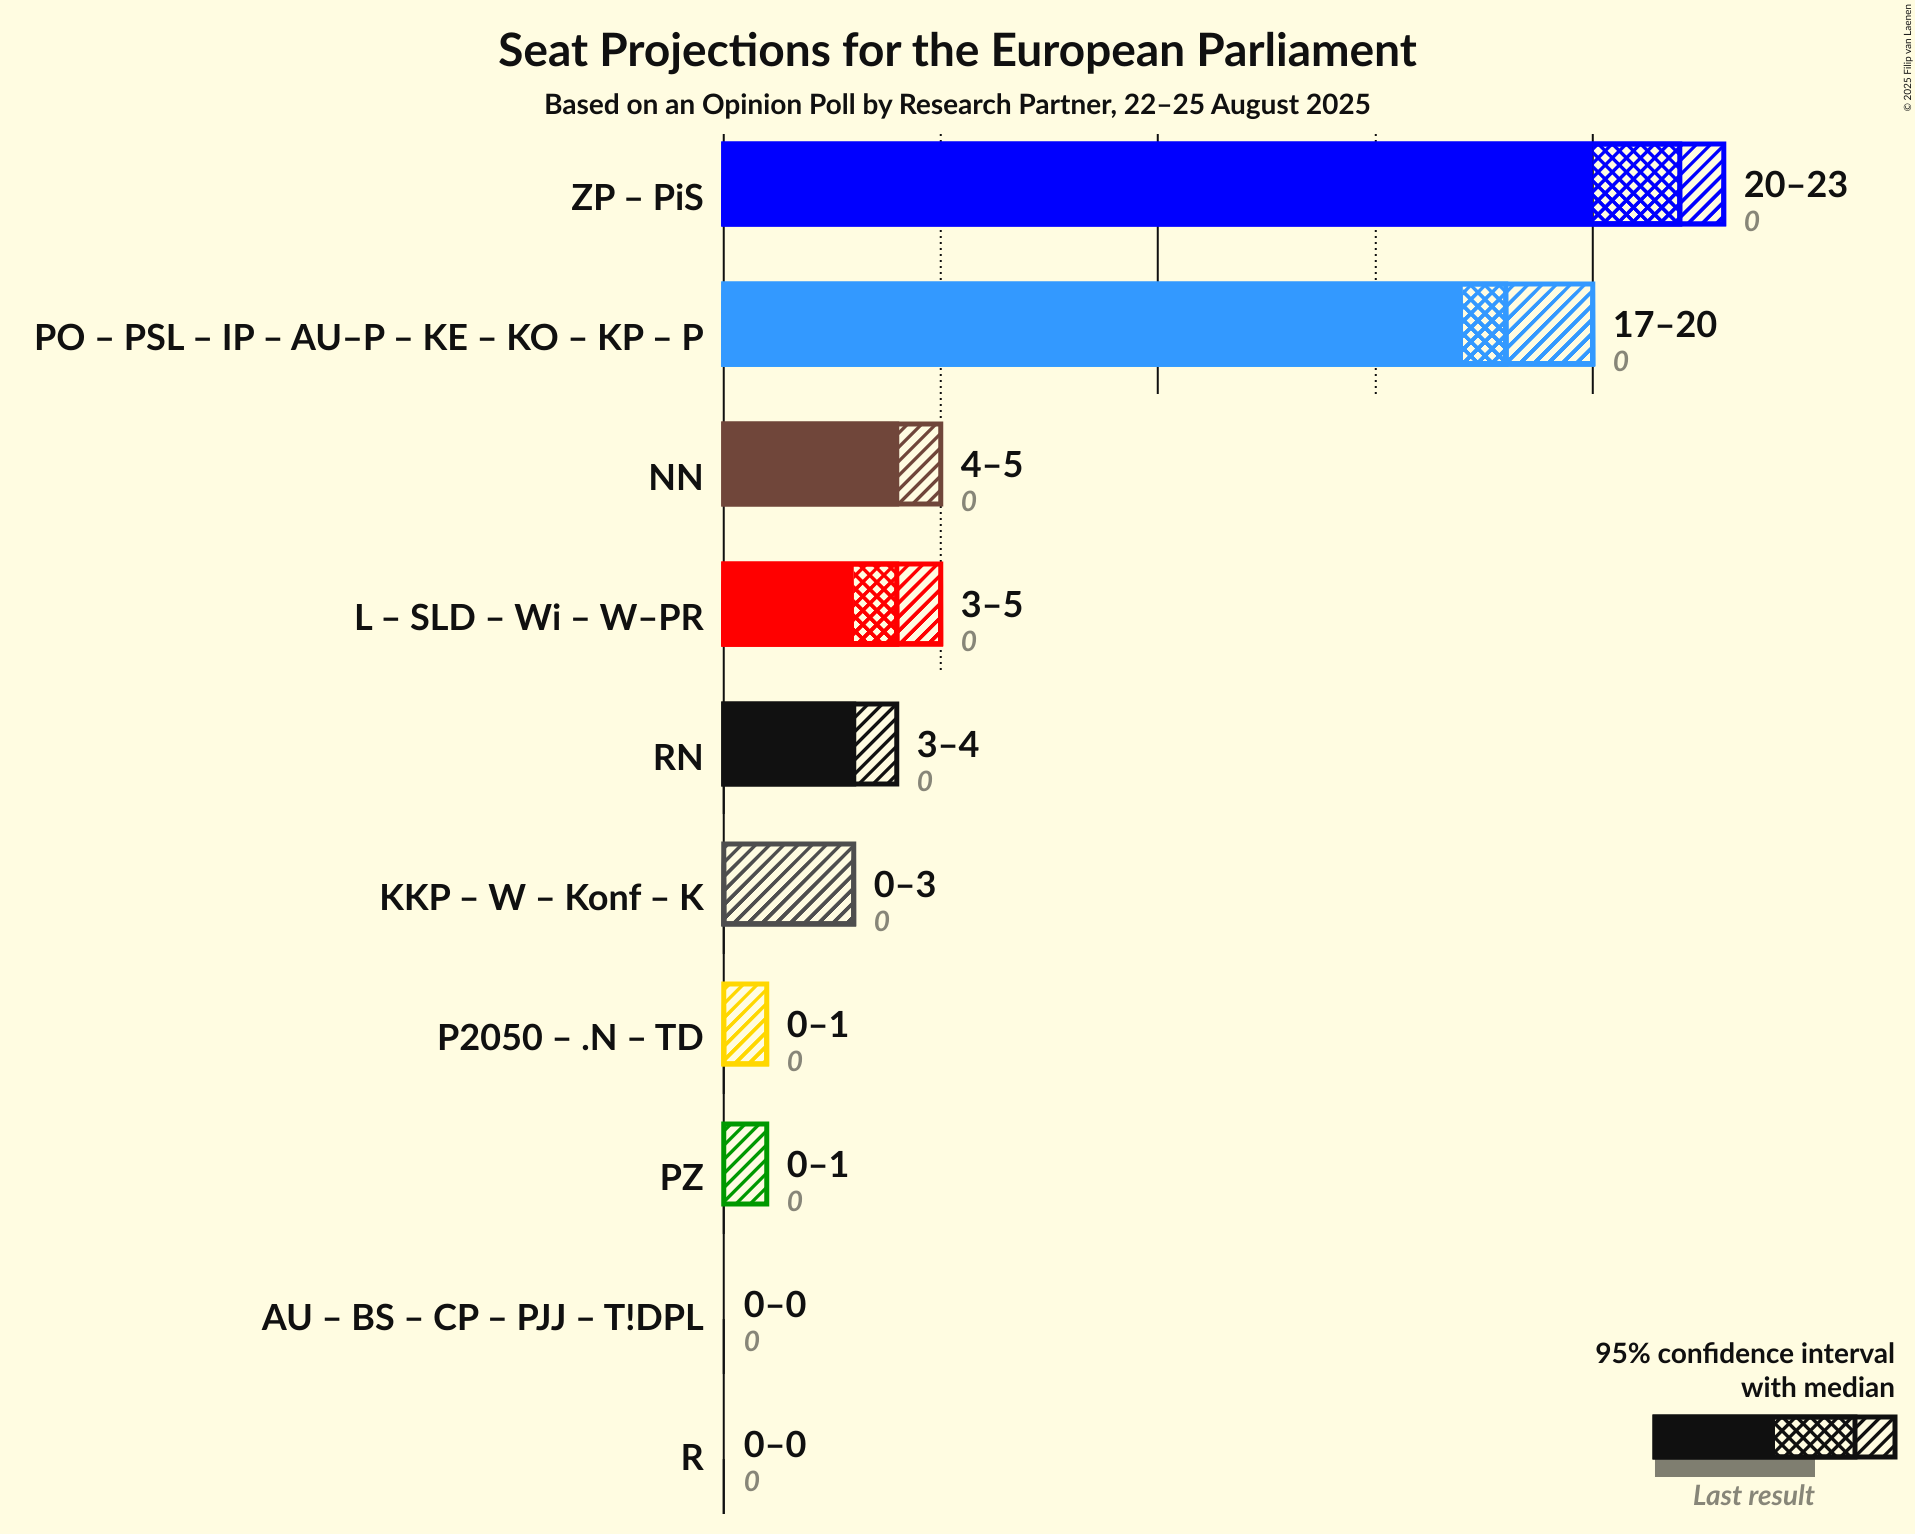 Seat Projections for the European Parliament
Based on an Opinion Poll by Research Partner, 22–25 August 2025
© 2025 Filip van Laenen
ZP – PiS
20–23
0
PO – PSL – IP – AU–P – KE – KO – KP – P
17–20
0
NN
4–5
0
L – SLD – Wi – W–PR
3–5
0
RN
3–4
0
KKP – W – Konf – K
0–3
0
P2050 – .N – TD
0–1
0
PZ
0–1
0
AU – BS – CP – PJJ – T!DPL
0–0
0
R
0–0
0
95% confidence interval
with median
Last result